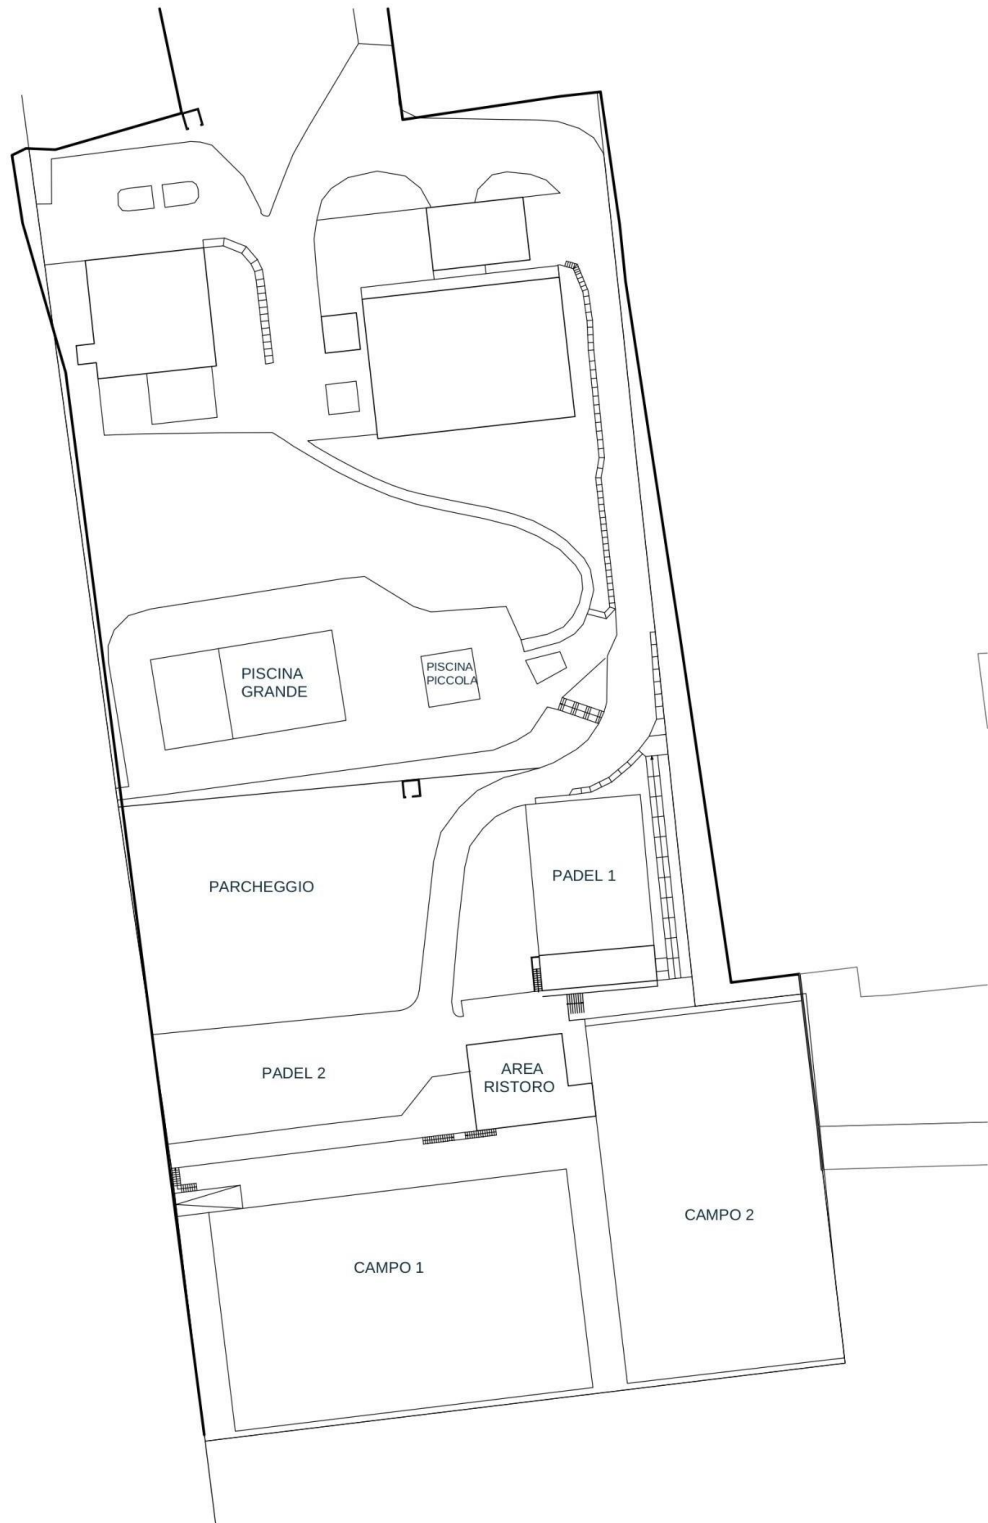 PISCINA
GRANDE
PISCINA
PICCOLA
PARCHEGGIO
PADEL 1
PADEL 2
AREA
RISTORO
CAMPO 2
CAMPO 1